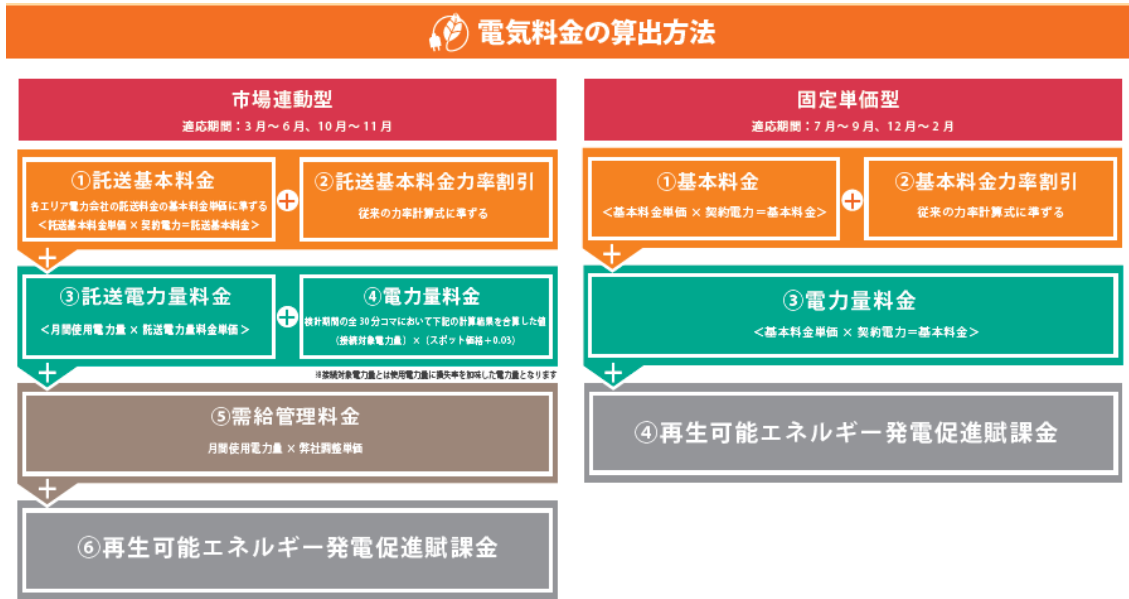 電気料金の算出方法
市場連動型
適応期間：3月～6月、10月～11月
①託送基本料金
各エリア電力会社の託送料金の基本料金単価に準ずる
＜託送基本料金単価 × 契約電力＝託送基本料金＞
+
②託送基本料金力率割引
従来の力率計算式に準ずる
+
③託送電力量料金
＜月間使用電力量 × 託送電力量料金単価＞
+
④電力量料金
検針期間の全30分コマにおいて下記の計算結果を合算した値
（接続対象電力量）×（スポット価格＋0.03）
※接続対象電力量とは使用電力量に損失率を加味した電力量となります
+
⑤需給管理料金
月間使用電力量 × 弊社調整単価
+
⑥再生可能エネルギー発電促進賦課金
固定単価型
適応期間：7月～9月、12月～2月
①基本料金
＜基本料金単価 × 契約電力＝基本料金＞
+
②基本料金力率割引
従来の力率計算式に準ずる
+
③電力量料金
＜基本料金単価 × 契約電力＝基本料金＞
+
④再生可能エネルギー発電促進賦課金